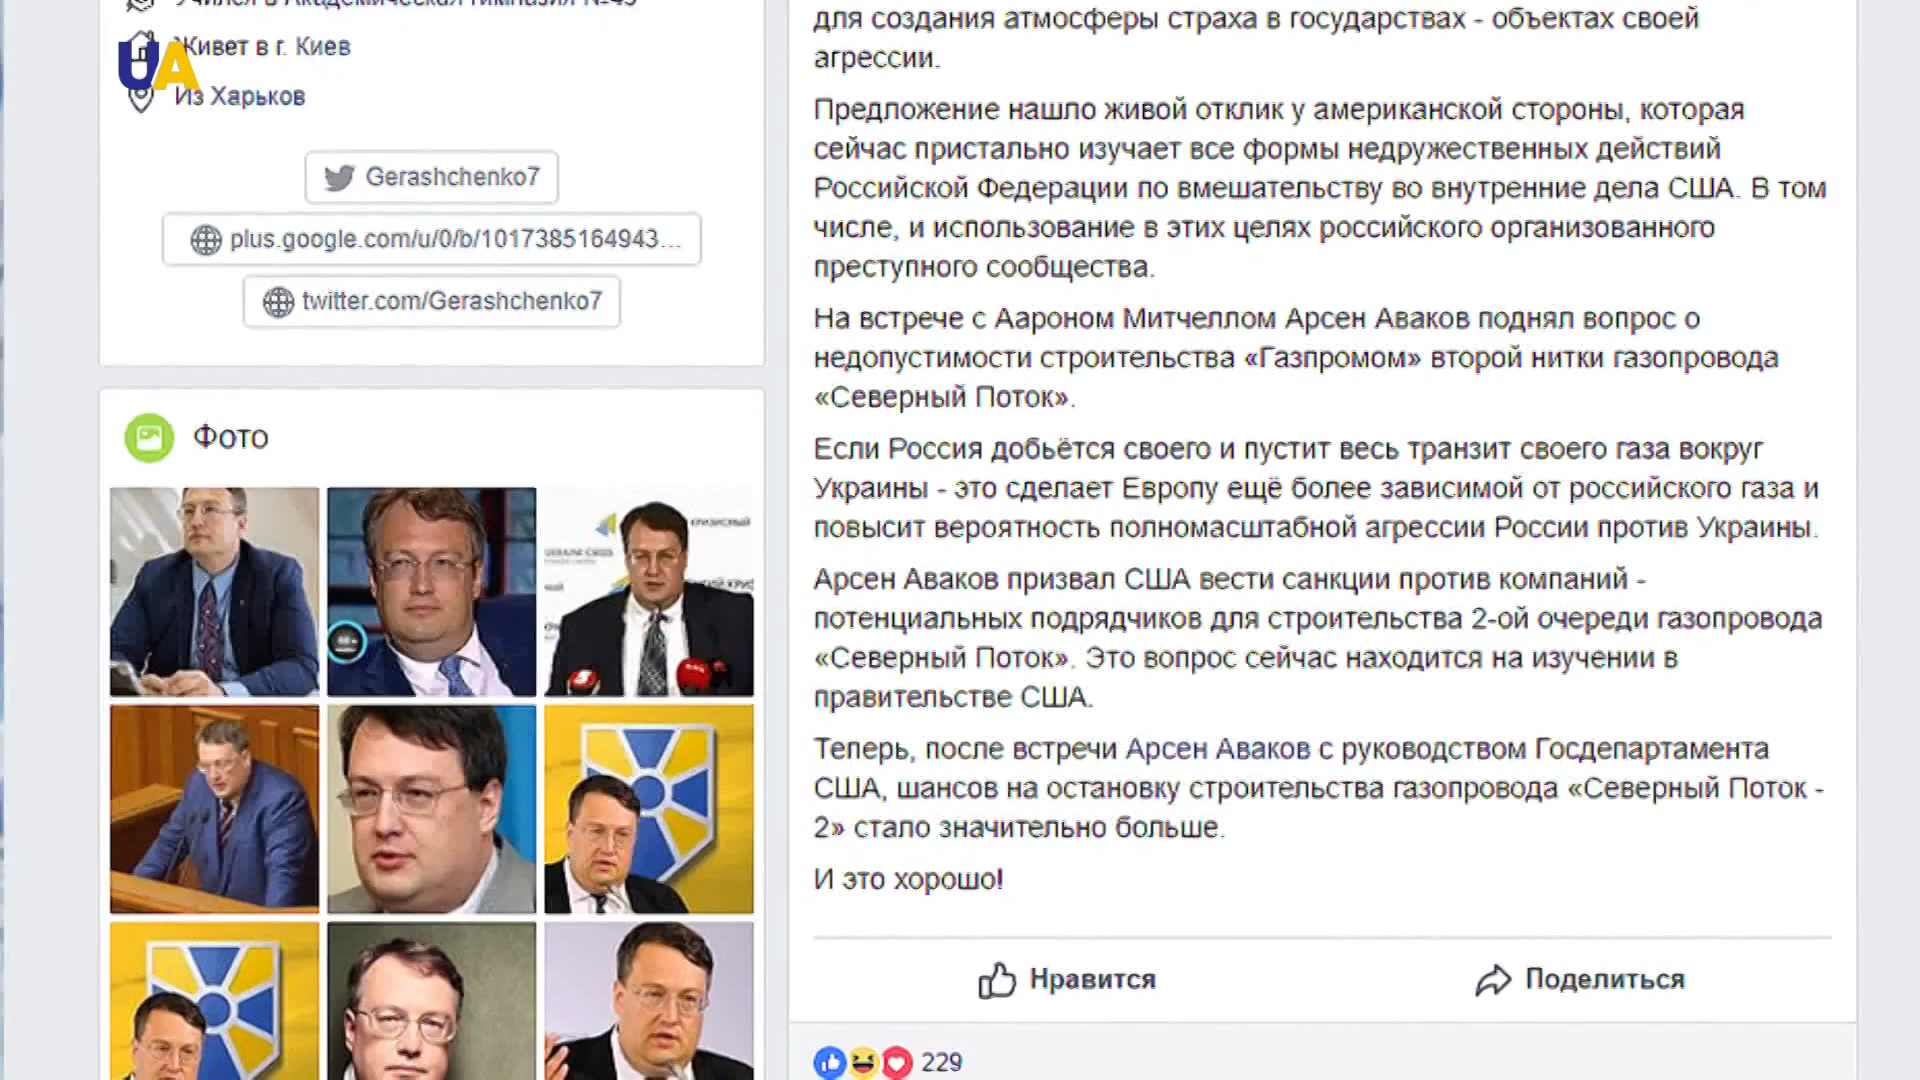 Учился в Академическая гимназия №45
Живет в г. Киев
UA
Из Харьков
Gerashchenko7
plus.google.com/u/0/b/1017385164943...
twitter.com/Gerashchenko7
Фото
для создания атмосферы страха в государствах - объектах своей
агрессии.
Предложение нашло живой отклик у американской стороны, которая
сейчас пристально изучает все формы недружественных действий
Российской Федерации по вмешательству во внутренние дела США. В том
числе, и использование в этих целях российского организованного
преступного сообщества.
На встрече с Аароном Митчеллом Арсен Аваков поднял вопрос о
недопустимости строительства «Газпромом» второй нитки газопровода
«Северный Поток».
Если Россия добьётся своего и пустит весь транзит своего газа вокруг
Украины - это сделает Европу ещё более зависимой от российского газа и
повысит вероятность полномасштабной агрессии России против Украины.
Арсен Аваков призвал США вести санкции против компаний -
потенциальных подрядчиков для строительства 2-ой очереди газопровода
«Северный Поток». Это вопрос сейчас находится на изучении в
правительстве США.
Теперь, после встречи Арсен Аваков с руководством Госдепартамента
США, шансов на остановку строительства газопровода «Северный Поток -
2» стало значительно больше.
И это хорошо!
Нравится
Поделиться
229